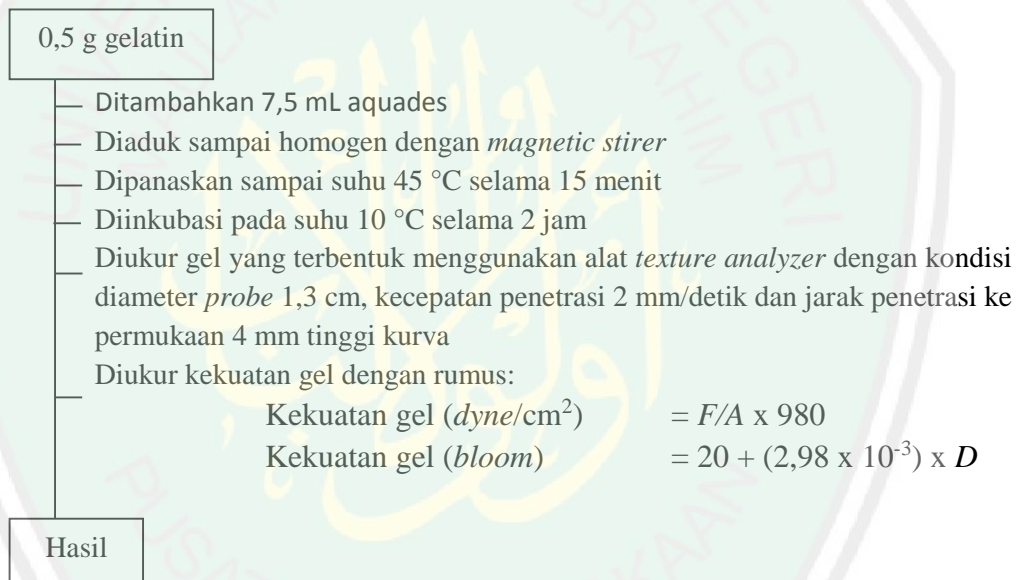 0,5 g gelatin
Ditambahkan 7,5 mL aquades
Diaduk sampai homogen dengan magnetic stirer
Dipanaskan sampai suhu 45 °C selama 15 menit
Diinkubasi pada suhu 10 °C selama 2 jam
Diukur gel yang terbentuk menggunakan alat texture analyzer dengan kondisi
diameter probe 1,3 cm, kecepatan penetrasi 2 mm/detik dan jarak penetrasi ke
permukaan 4 mm tinggi kurva
Diukur kekuatan gel dengan rumus:
Kekuatan gel (dyne/cm²) = F/A x 980
Kekuatan gel (bloom) = 20 + (2,98 x 10⁻³) x D
Hasil